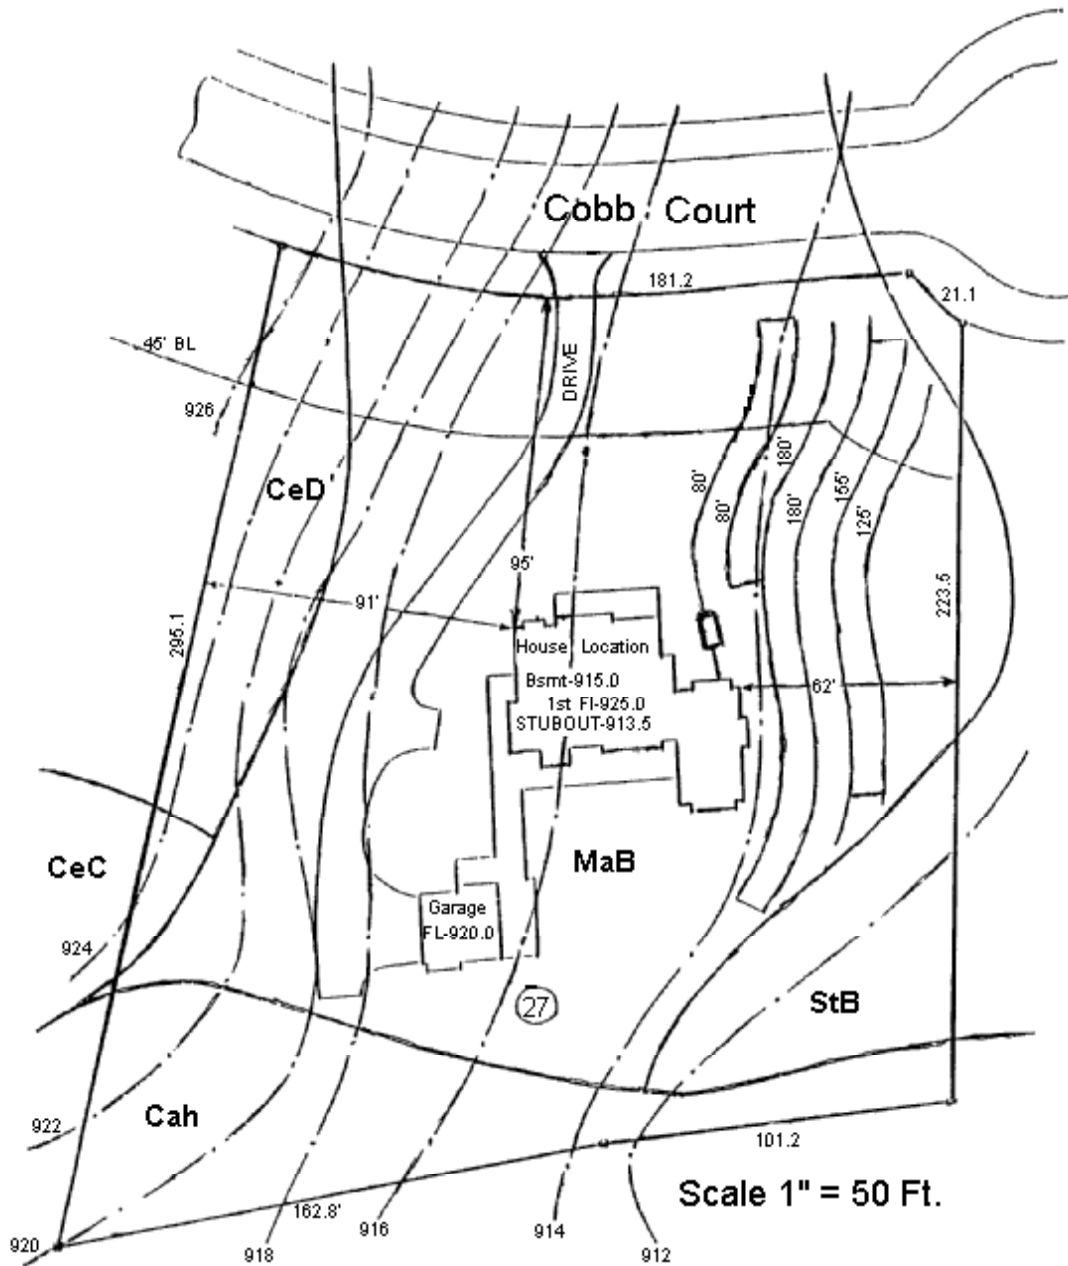 Cobb Court
181.2
21.1
45' BL
DRIVE
926
CeD
80'
80'
180'
180'
155'
125'
95'
91'
295.1
223.5
House Location
Bsmt-915.0
1st Fl-925.0
STUBOUT-913.5
62'
CeC
MaB
Garage
FL-920.0
924
27
StB
Cah
922
101.2
Scale 1" = 50 Ft.
162.8'
920
918
916
914
912